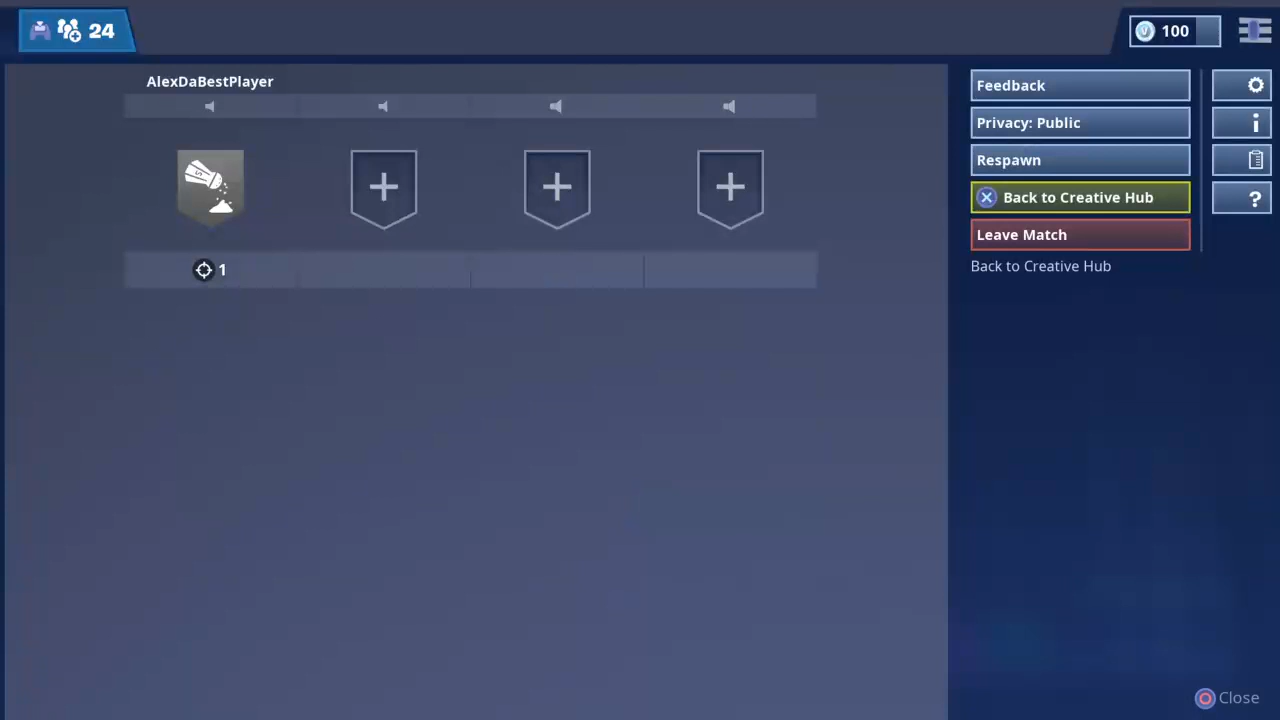 24
100
AlexDaBestPlayer
1
Feedback
Privacy: Public
Respawn
Back to Creative Hub
Leave Match
Back to Creative Hub
Close